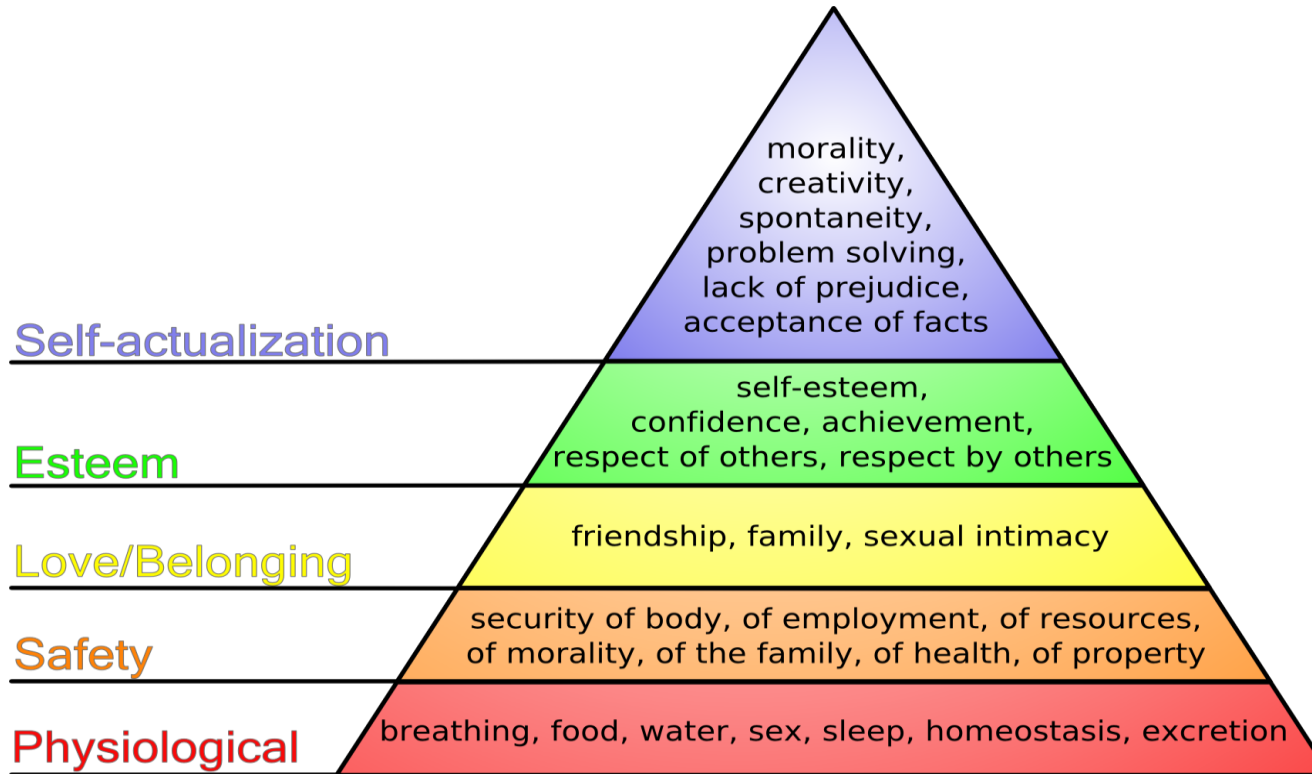 morality,
creativity,
spontaneity,
problem solving,
lack of prejudice,
acceptance of facts
Self-actualization
self-esteem,
confidence, achievement,
respect of others, respect by others
Esteem
friendship, family, sexual intimacy
Love/Belonging
security of body, of employment, of resources,
of morality, of the family, of health, of property
Safety
breathing, food, water, sex, sleep, homeostasis, excretion
Physiological